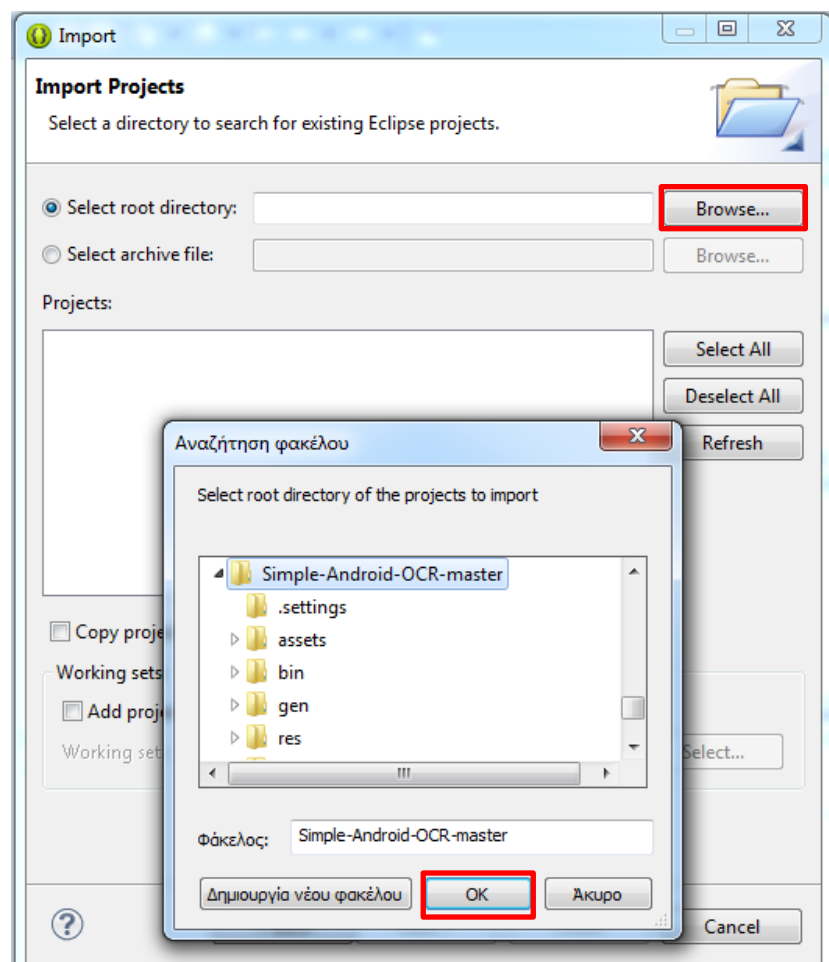 Import
Import Projects
Select a directory to search for existing Eclipse projects.
Select root directory:
Browse...
Select archive file:
Browse...
Projects:
Select All
Deselect All
Refresh
Αναζήτηση φακέλου
Select root directory of the projects to import
Simple-Android-OCR-master
.settings
assets
bin
gen
res
Φάκελος: Simple-Android-OCR-master
Δημιουργία νέου φακέλου
OK
Άκυρο
Copy proje
Working sets
Add proj
Working set
Select...
Cancel